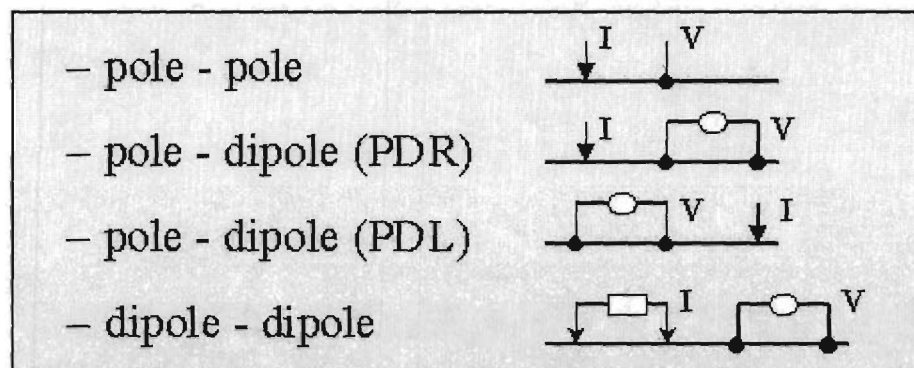 – pole - pole I V
– pole - dipole (PDR) I V
– pole - dipole (PDL) V I
– dipole - dipole I V